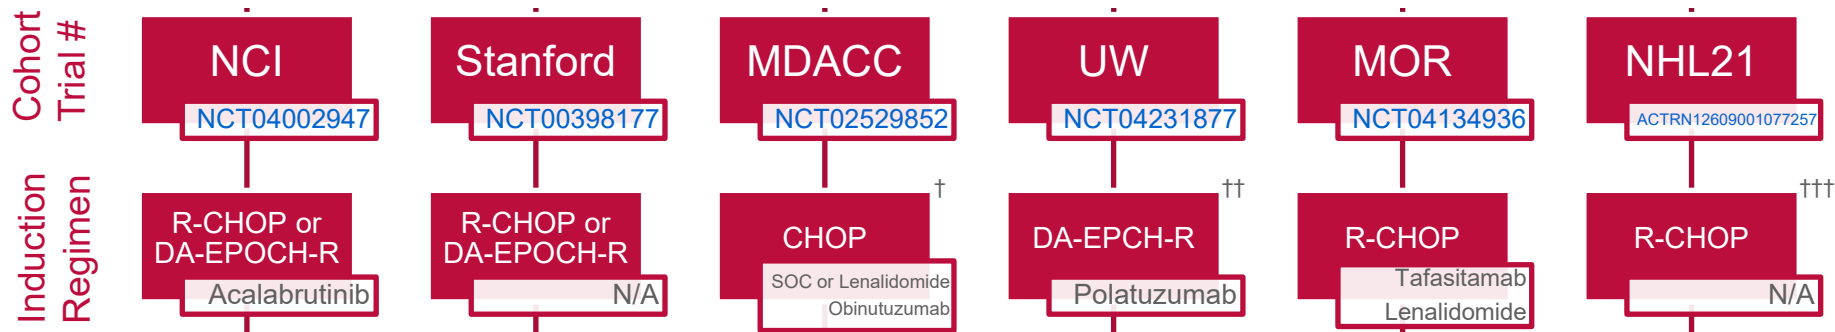 Cohort
Trial #
NCI
NCT04002947
Stanford
NCT00398177
MDACC
NCT02529852
UW
NCT04231877
MOR
NCT04134936
NHL21
ACTRN12609001077257
Induction
Regimen
R-CHOP or
DA-EPOCH-R
Acalabrutinib
R-CHOP or
DA-EPOCH-R
N/A
†
CHOP
SOC or Lenalidomide
Obinutuzumab
††
DA-EPCH-R
Polatuzumab
R-CHOP
Tafasitamab
Lenalidomide
†††
R-CHOP
N/A